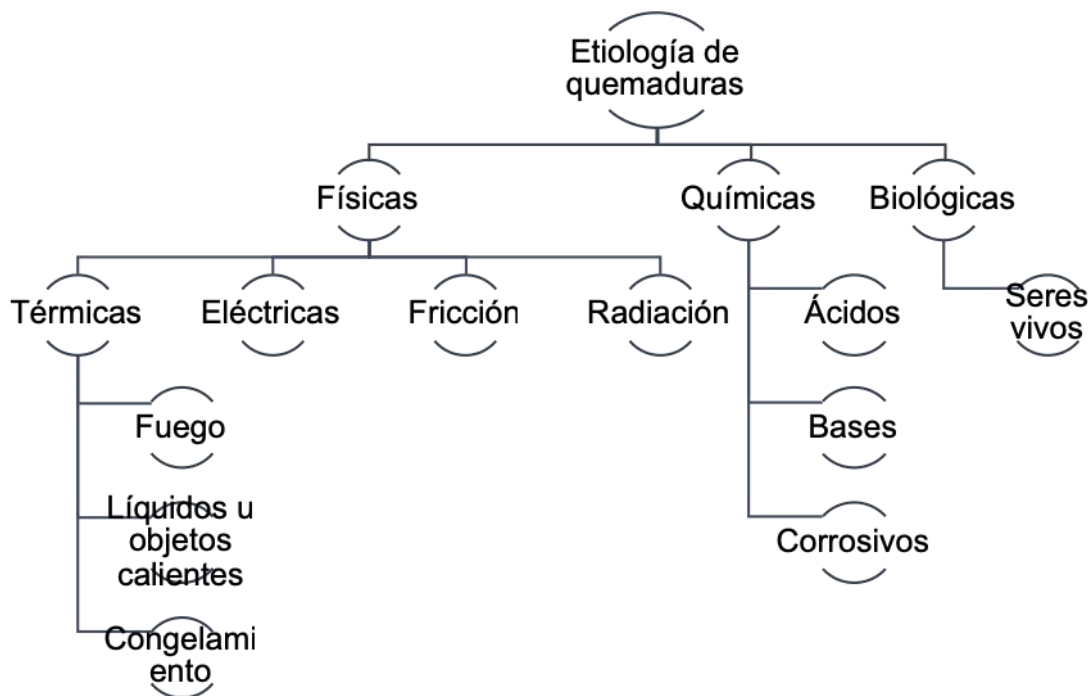 Etiología de
quemaduras
Físicas
Químicas
Biológicas
Térmicas
Eléctricas
Fricción
Radiación
Ácidos
Seres
vivos
Fuego
Bases
Líquidos u
objetos
calientes
Corrosivos
Congelami
ento